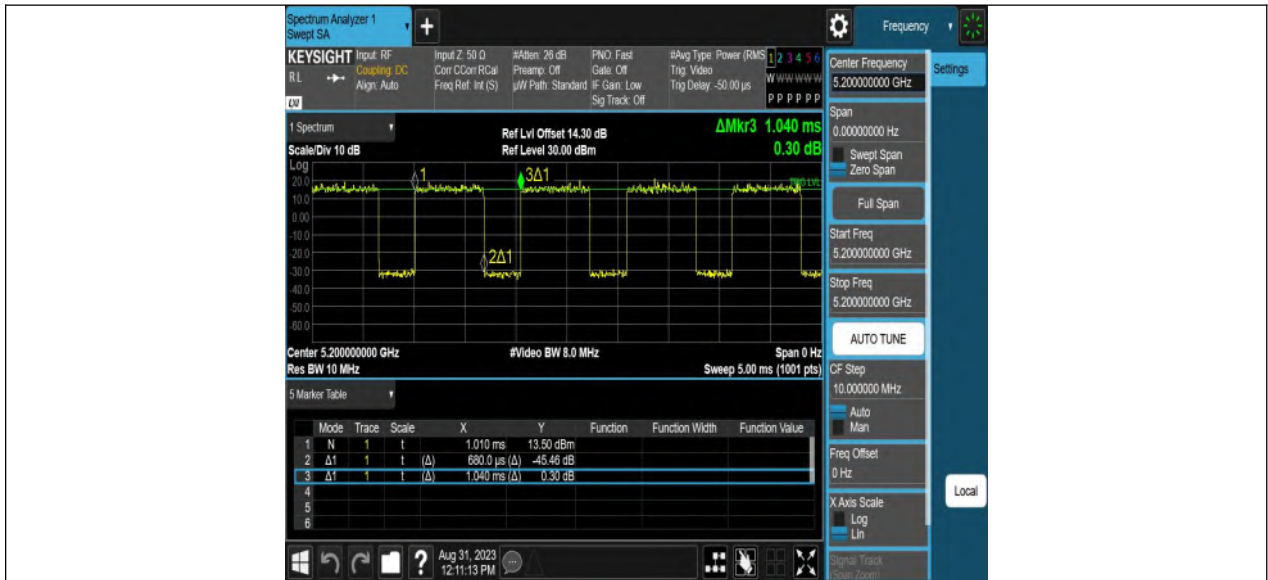 Spectrum Analyzer 1
Swept SA
+
Frequency
KEYSIGHT
RL
LXI
Input: RF
Coupling: DC
Align: Auto
Input Z: 50 Ω
Corr CCorr RCal
Freq Ref: Int (S)
#Atten: 26 dB
Preamp: Off
µW Path: Standard
PNO: Fast
Gate: Off
IF Gain: Low
Sig Track: Off
#Avg Type: Power (RMS
Trig: Video
Trig Delay: -50.00 µs
1 2 3 4 5 6
W W W W W W
P P P P P P
1 Spectrum
Scale/Div 10 dB
Ref Lvl Offset 14.30 dB
Ref Level 30.00 dBm
ΔMkr3 1.040 ms
0.30 dB
Log
20.0
10.0
0.00
-10.0
-20.0
-30.0
-40.0
-50.0
-60.0
1
3Δ1
2Δ1
TRIG LVL
Center 5.200000000 GHz
#Video BW 8.0 MHz
Span 0 Hz
Res BW 10 MHz
Sweep 5.00 ms (1001 pts)
5 Marker Table
Mode Trace Scale X Y Function Function Width Function Value
1 N 1 t 1.010 ms 13.50 dBm
2 Δ1 1 t (Δ) 680.0 µs (Δ) -45.46 dB
3 Δ1 1 t (Δ) 1.040 ms (Δ) 0.30 dB
4
5
6
?
Aug 31, 2023
12:11:13 PM
Center Frequency
5.200000000 GHz
Settings
Span
0.00000000 Hz
Swept Span
Zero Span
Full Span
Start Freq
5.200000000 GHz
Stop Freq
5.200000000 GHz
AUTO TUNE
CF Step
10.000000 MHz
Auto
Man
Freq Offset
0 Hz
X Axis Scale
Log
Lin
Local
Signal Track
(Span Zoom)